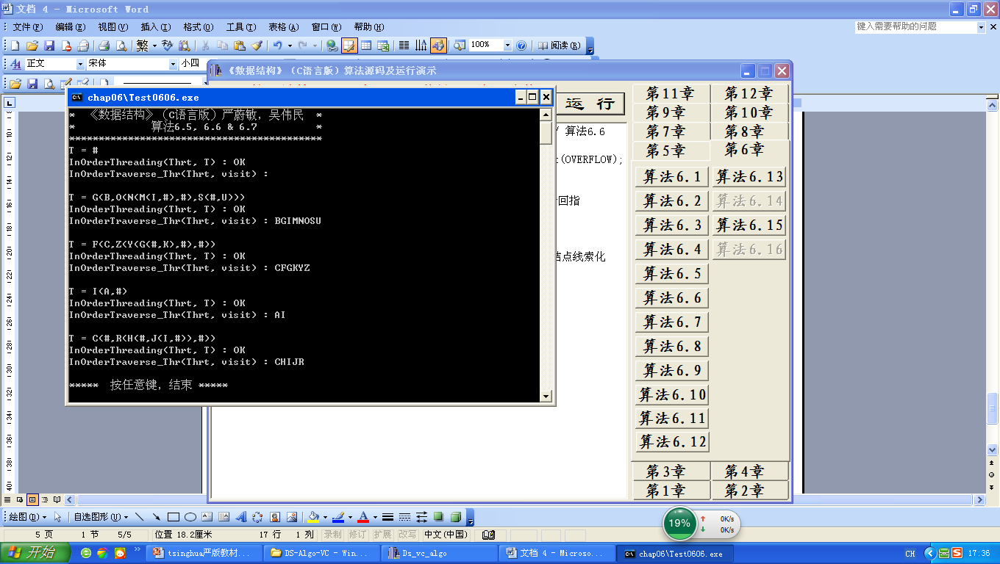 文档 4 - Microsoft Word
文件(F) 编辑(E) 视图(V) 插入(I) 格式(O) 工具(T) 表格(A) 窗口(W) 帮助(H)
键入需要帮助的问题
繁 100% 阅读(R)
正文 宋体 小四
《数据结构》(C语言版)算法源码及运行演示
chap06\Test0606.exe
* 《数据结构》(C语言版)严蔚敏，吴伟民 *
* 算法6.5, 6.6 & 6.7 *
*******************************************
T = #
InOrderThreading(Thrt, T) : OK
InOrderTraverse_Thr(Thrt, visit) :
T = G(B,O(N(M(I,#),#),S(#,U)))
InOrderThreading(Thrt, T) : OK
InOrderTraverse_Thr(Thrt, visit) : BGIMNOSU
T = F(C,Z(Y(G(#,K),#),#))
InOrderThreading(Thrt, T) : OK
InOrderTraverse_Thr(Thrt, visit) : CFGKYZ
T = I(A,#)
InOrderThreading(Thrt, T) : OK
InOrderTraverse_Thr(Thrt, visit) : AI
T = C(#,R(H(#,J(I,#)),#))
InOrderThreading(Thrt, T) : OK
InOrderTraverse_Thr(Thrt, visit) : CHIJR
***** 按任意键，结束 *****
运 行
/ 算法6.6
(OVERFLOW);
回指
结点线索化
第11章 第12章
第9章 第10章
第7章 第8章
第5章 第6章
算法6.1 算法6.13
算法6.2 算法6.14
算法6.3 算法6.15
算法6.4 算法6.16
算法6.5
算法6.6
算法6.7
算法6.8
算法6.9
算法6.10
算法6.11
算法6.12
第3章 第4章
第1章 第2章
绘图(D) 自选图形(U)
5 页 1 节 5/5 位置 18.2厘米 17 行 1 列 录制 修订 扩展 改写 中文(中国)
19% 0K/s
0K/s
开始 tsinghua严版教材... DS-Algo-VC - Win... Ds_vc_algo 文档 4 - Microso... chap06\Test0606.exe CH 17:36